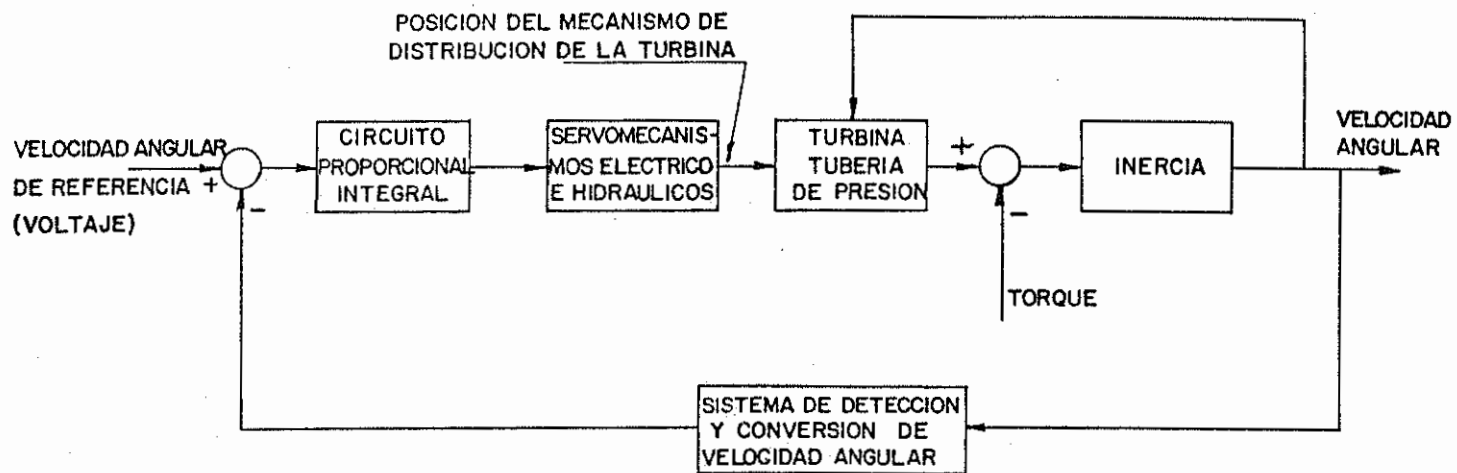 POSICION DEL MECANISMO DE
DISTRIBUCION DE LA TURBINA
VELOCIDAD ANGULAR
DE REFERENCIA +
(VOLTAJE)
-
CIRCUITO
PROPORCIONAL
INTEGRAL
SERVOMECANIS-
MOS ELECTRICO
E HIDRAULICOS
TURBINA
TUBERIA
DE PRESION
+
-
TORQUE
INERCIA
VELOCIDAD
ANGULAR
SISTEMA DE DETECCION
Y CONVERSION DE
VELOCIDAD ANGULAR